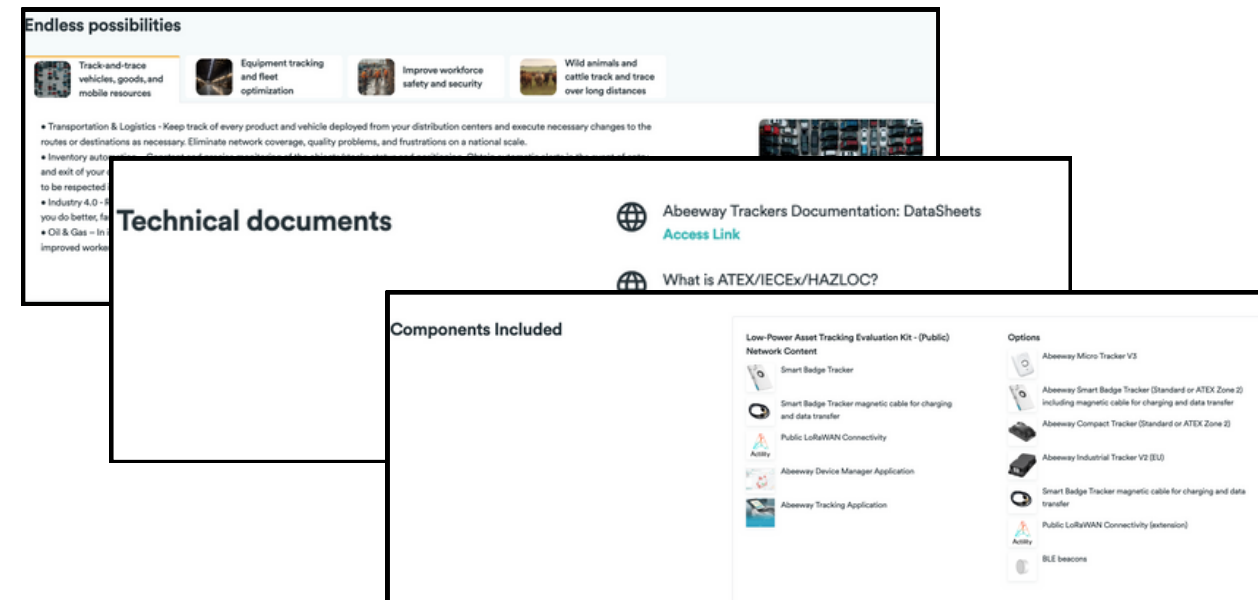 Endless possibilities
Track-and-trace
vehicles, goods, and
mobile resources
Equipment tracking
and fleet
optimization
Improve workforce
safety and security
Wild animals and
cattle track and trace
over long distances
• Transportation & Logistics - Keep track of every product and vehicle deployed from your distribution centers and execute necessary changes to the
routes or destinations as necessary. Eliminate network coverage, quality problems, and frustrations on a national scale.
• Inventory
and exit of your
to be respected
• Industry 4.0 -
you do better,
• Oil & Gas – In
improved
Technical documents
Abeeway Trackers Documentation: DataSheets
Access Link
What is ATEX/IECEx/HAZLOC?
Components Included
Low-Power Asset Tracking Evaluation Kit - (Public)
Network Content
Smart Badge Tracker
Smart Badge Tracker magnetic cable for charging
and data transfer
Actility
Public LoRaWAN Connectivity
Abeeway Device Manager Application
Abeeway Tracking Application
Options
Abeeway Micro Tracker V3
Abeeway Smart Badge Tracker (Standard or ATEX Zone 2)
including magnetic cable for charging and data transfer
Abeeway Compact Tracker (Standard or ATEX Zone 2)
Abeeway Industrial Tracker V2 (EU)
Smart Badge Tracker magnetic cable for charging and data
transfer
Actility
Public LoRaWAN Connectivity (extension)
BLE beacons